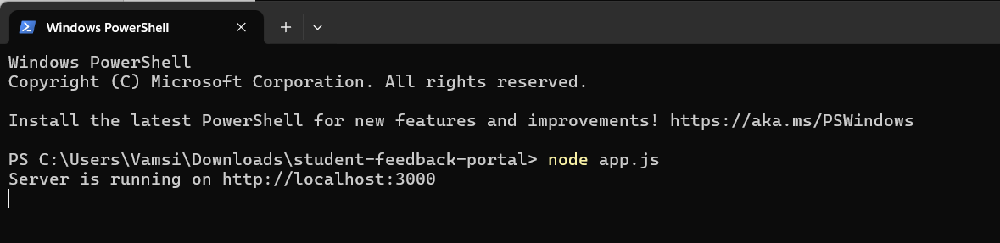 Windows PowerShell
Windows PowerShell
Copyright (C) Microsoft Corporation. All rights reserved.
Install the latest PowerShell for new features and improvements! https://aka.ms/PSWindows
PS C:\Users\Vamsi\Downloads\student-feedback-portal> node app.js
Server is running on http://localhost:3000